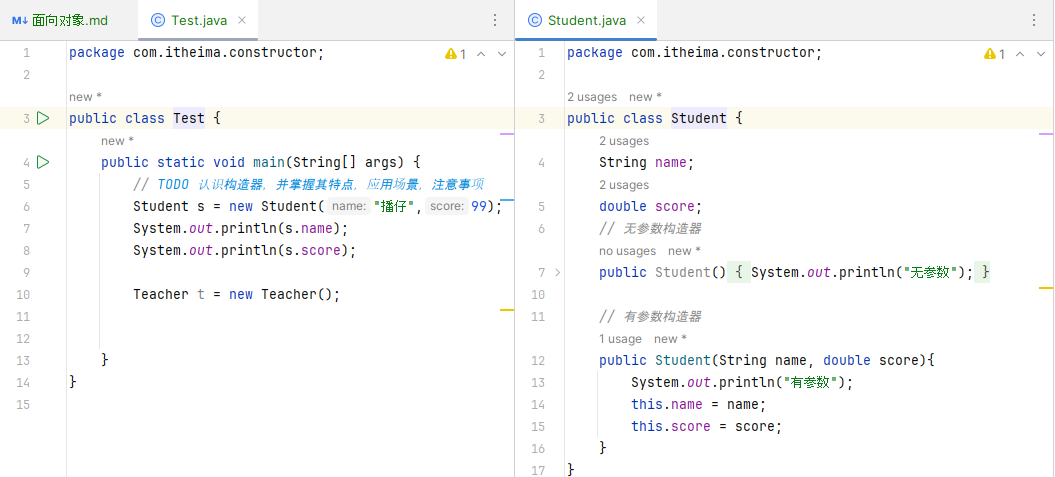 M↓ 面向对象.md
Test.java
Student.java
1 package com.itheima.constructor;
1
2
new *
3 public class Test {
new *
4 public static void main(String[] args) {
5 // TODO 认识构造器，并掌握其特点，应用场景，注意事项
6 Student s = new Student( name: "播仔", score: 99);
7 System.out.println(s.name);
8 System.out.println(s.score);
9
10 Teacher t = new Teacher();
11
12
13 }
14 }
15
1 package com.itheima.constructor;
1
2
2 usages new *
3 public class Student {
2 usages
4 String name;
2 usages
5 double score;
6 // 无参数构造器
no usages new *
7 public Student() { System.out.println("无参数"); }
10
11 // 有参数构造器
1 usage new *
12 public Student(String name, double score){
13 System.out.println("有参数");
14 this.name = name;
15 this.score = score;
16 }
17 }